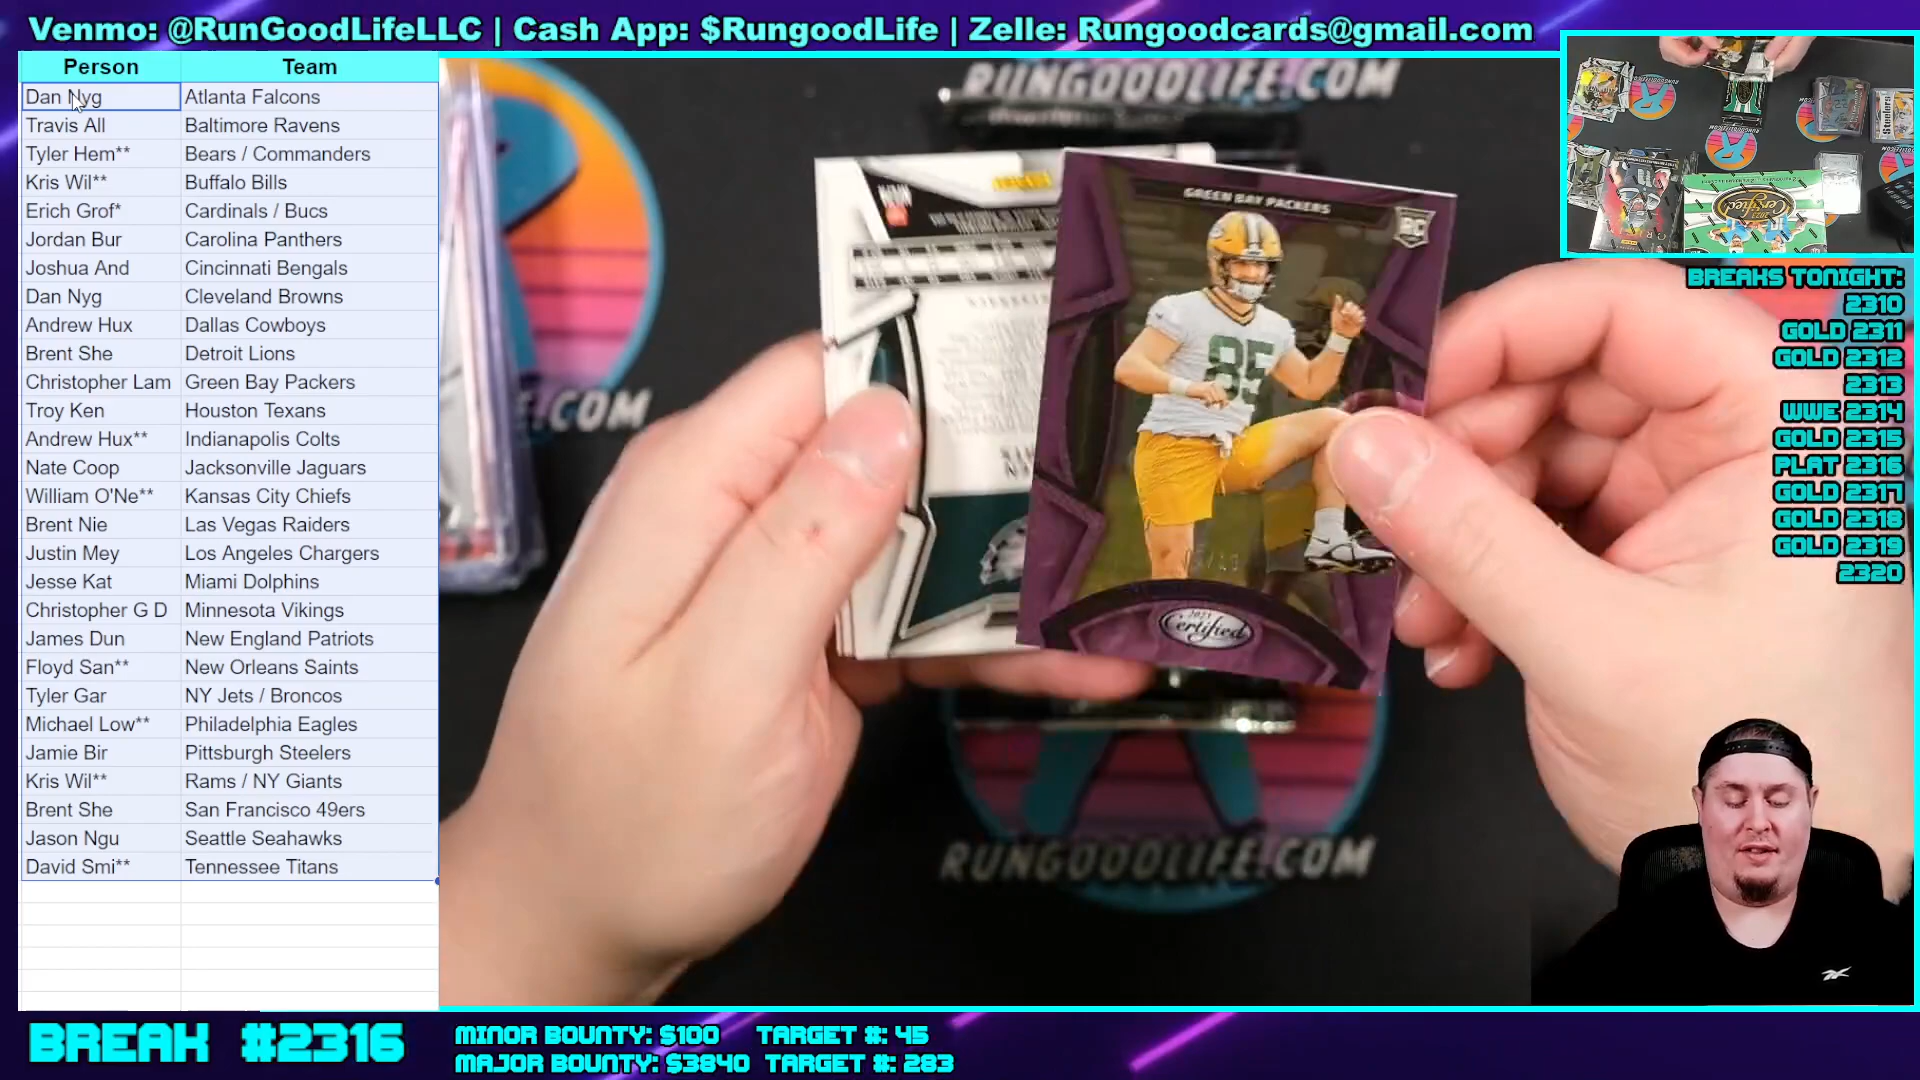 Venmo: @RunGoodLifeLLC | Cash App: $RungoodLife | Zelle: Rungoodcards@gmail.com
Person Team
Dan Nyg Atlanta Falcons
Travis All Baltimore Ravens
Tyler Hem** Bears / Commanders
Kris Wil** Buffalo Bills
Erich Grof* Cardinals / Bucs
Jordan Bur Carolina Panthers
Joshua And Cincinnati Bengals
Dan Nyg Cleveland Browns
Andrew Hux Dallas Cowboys
Brent She Detroit Lions
Christopher Lam Green Bay Packers
Troy Ken Houston Texans
Andrew Hux** Indianapolis Colts
Nate Coop Jacksonville Jaguars
William O'Ne** Kansas City Chiefs
Brent Nie Las Vegas Raiders
Justin Mey Los Angeles Chargers
Jesse Kat Miami Dolphins
Christopher G D Minnesota Vikings
James Dun New England Patriots
Floyd San** New Orleans Saints
Tyler Gar NY Jets / Broncos
Michael Low** Philadelphia Eagles
Jamie Bir Pittsburgh Steelers
Kris Wil** Rams / NY Giants
Brent She San Francisco 49ers
Jason Ngu Seattle Seahawks
David Smi** Tennessee Titans
RUNGOODLIFE.COM
E.COM
GREEN BAY PACKERS
RC
85
Certified
RUNGOODLIFE.COM
Steelers
Certified
BREAKS TONIGHT:
2310
GOLD 2311
GOLD 2312
2313
WWE 2314
GOLD 2315
PLAT 2316
GOLD 2317
GOLD 2318
GOLD 2319
2320
BREAK #2316
MINOR BOUNTY: $100 TARGET #: 45
MAJOR BOUNTY: $3840 TARGET #: 283